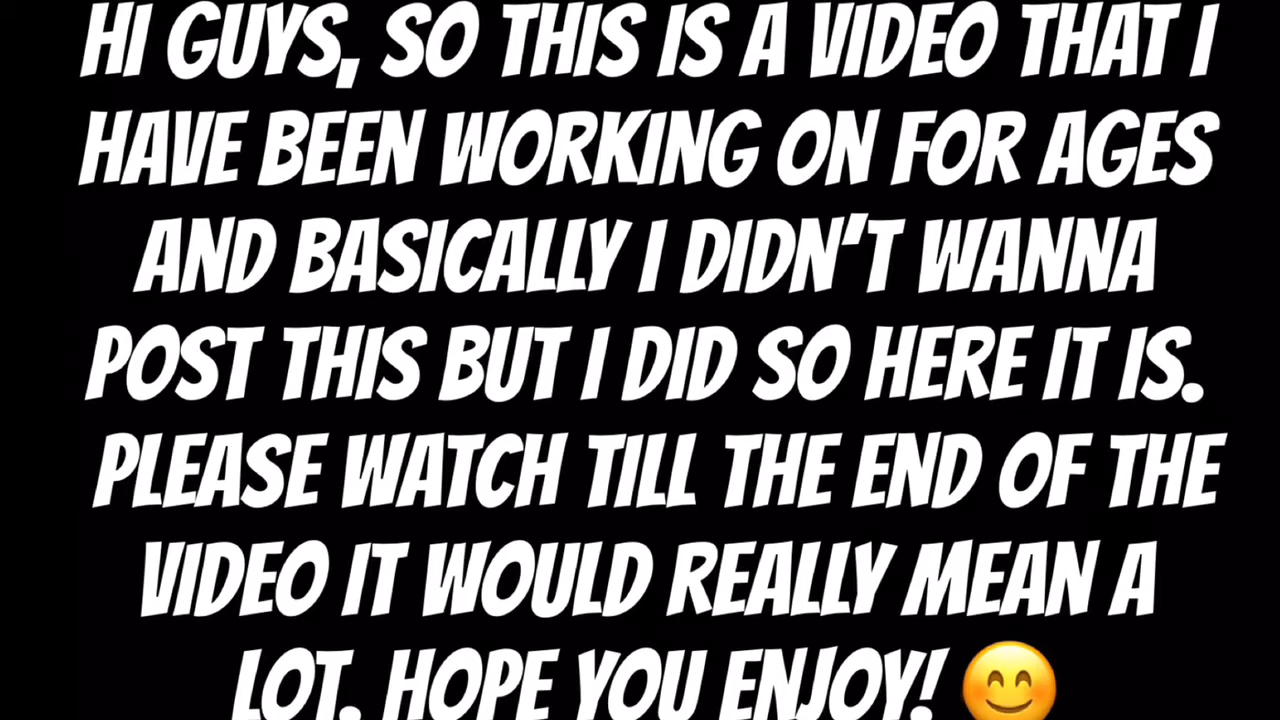 HI GUYS, SO THIS IS A VIDEO THAT I
HAVE BEEN WORKING ON FOR AGES
AND BASICALLY I DIDN'T WANNA
POST THIS BUT I DID SO HERE IT IS.
PLEASE WATCH TILL THE END OF THE
VIDEO IT WOULD REALLY MEAN A
LOT. HOPE YOU ENJOY! 😊